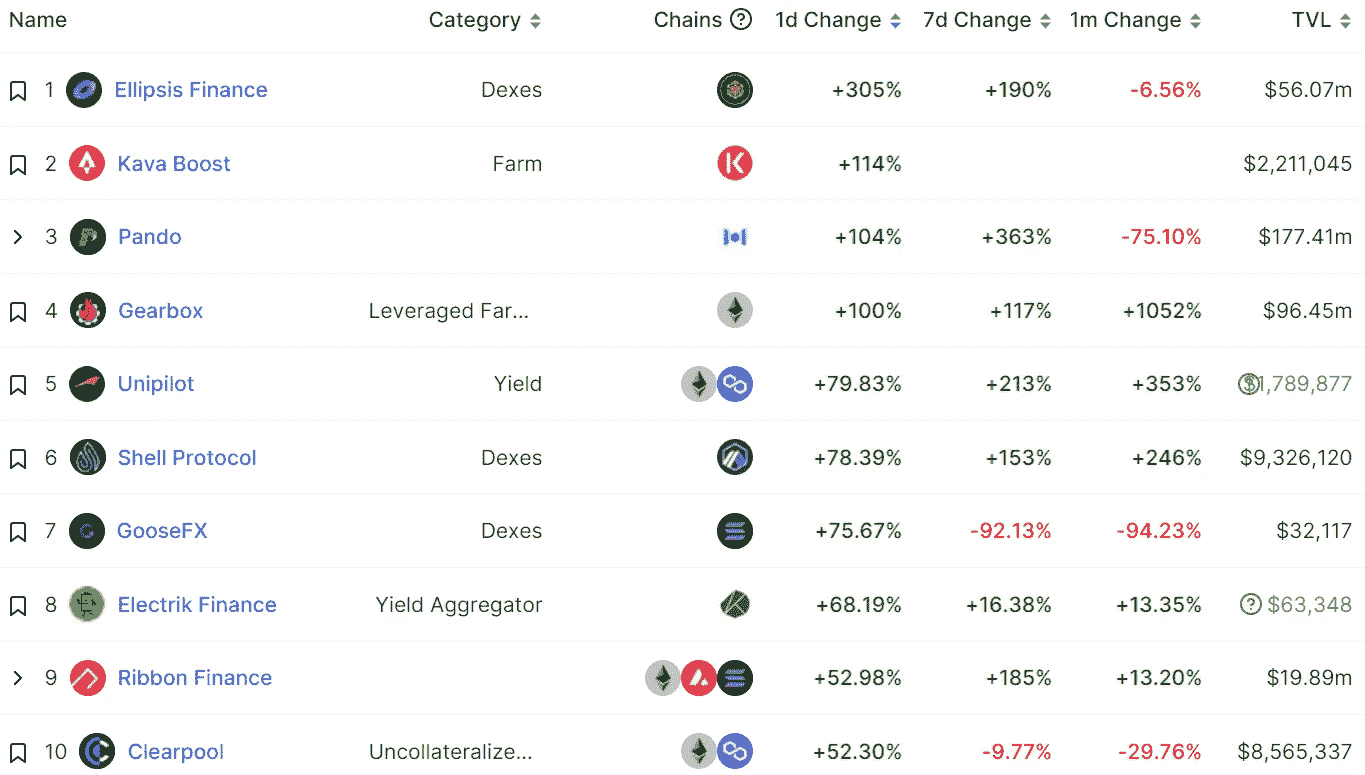 Name Category Chains ? 1d Change 7d Change 1m Change TVL
1 Ellipsis Finance Dexes +305% +190% -6.56% $56.07m
2 Kava Boost Farm +114% $2,211,045
3 Pando +104% +363% -75.10% $177.41m
4 Gearbox Leveraged Far... +100% +117% +1052% $96.45m
5 Unipilot Yield +79.83% +213% +353% $1,789,877
6 Shell Protocol Dexes +78.39% +153% +246% $9,326,120
7 GooseFX Dexes +75.67% -92.13% -94.23% $32,117
8 Electrik Finance Yield Aggregator +68.19% +16.38% +13.35% ? $63,348
9 Ribbon Finance +52.98% +185% +13.20% $19.89m
10 Clearpool Uncollateralize... +52.30% -9.77% -29.76% $8,565,337